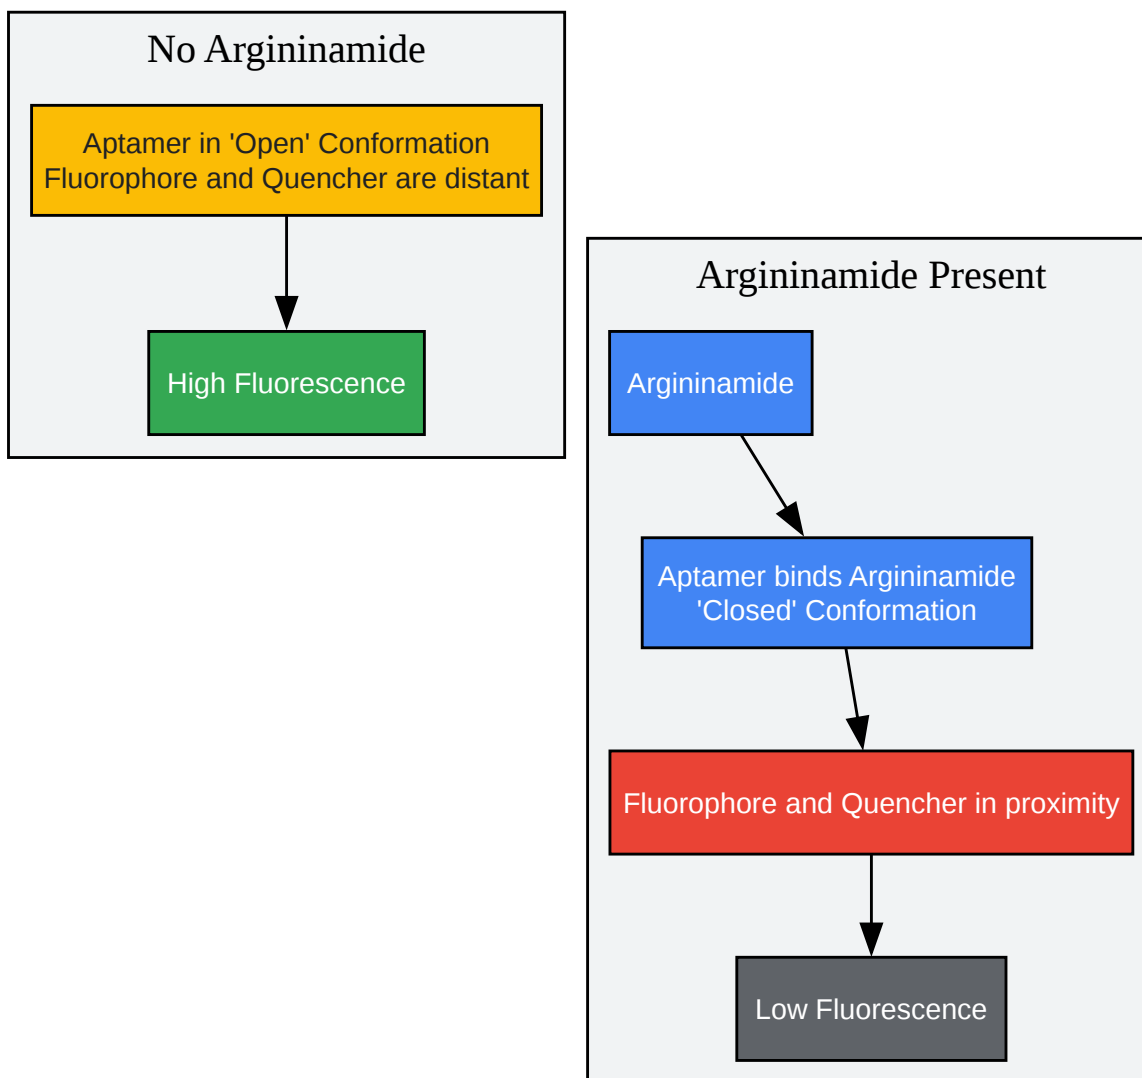 No Argininamide
Aptamer in 'Open' Conformation
Fluorophore and Quencher are distant
High Fluorescence
Argininamide Present
Argininamide
Aptamer binds Argininamide
'Closed' Conformation
Fluorophore and Quencher in proximity
Low Fluorescence